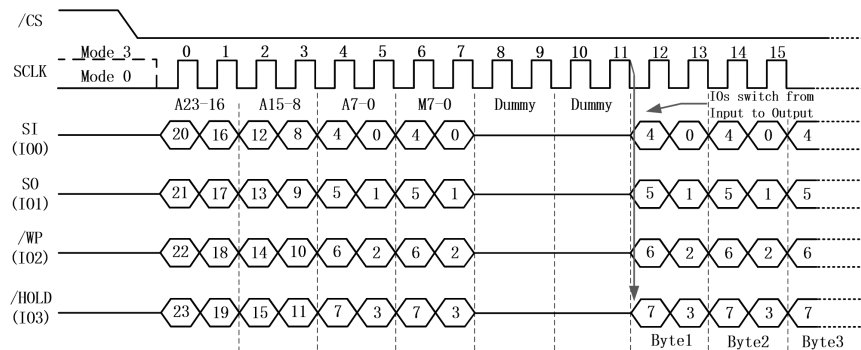 /CS
Mode 3 0 1 2 3 4 5 6 7 8 9 10 11 12 13 14 15
SCLK
Mode 0
A23-16 A15-8 A7-0 M7-0 Dummy Dummy
IOs switch from
Input to Output
SI
(IO0)
20 16 12 8 4 0 4 0 4 0 4 0 4
SO
(IO1)
21 17 13 9 5 1 5 1 5 1 5 1 5
/WP
(IO2)
22 18 14 10 6 2 6 2 6 2 6 2 6
/HOLD
(IO3)
23 19 15 11 7 3 7 3 7 3 7 3 7
Byte1 Byte2 Byte3